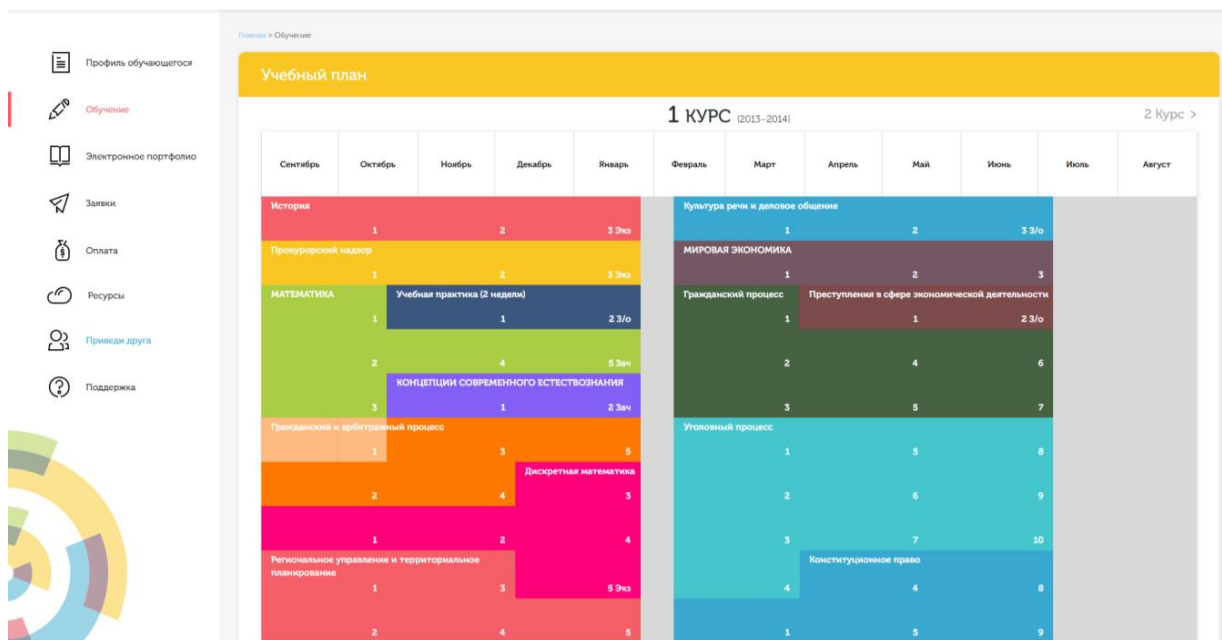 Главная > Обучение
Профиль обучающегося
Обучение
Электронное портфолио
Заявки
Оплата
Ресурсы
Приведи друга
Поддержка
Учебный план
1 КУРС (2013–2014)
2 Курс >
Сентябрь Октябрь Ноябрь Декабрь Январь Февраль Март Апрель Май Июнь Июль Август
История
1 2 3 Экз
Прокурорский надзор
1 2 3 Экз
МАТЕМАТИКА Учебная практика (2 недели)
1 1 2 З/о
2 4 5 Зач
КОНЦЕПЦИИ СОВРЕМЕННОГО ЕСТЕСТВОЗНАНИЯ
3 1 2 Зач
Гражданский и арбитражный процесс
1 3 5
Дискретная математика
2 4 3
1 2 4
Региональное управление и территориальное
планирование
1 3 5 Экз
2 4 5
Культура речи и деловое общение
1 2 3 З/о
МИРОВАЯ ЭКОНОМИКА
1 2 3
Гражданский процесс Преступления в сфере экономической деятельности
1 1 2 З/о
2 4 6
3 5 7
Уголовный процесс
1 5 8
2 6 9
3 7 10
Конституционное право
4 4 8
1 5 9